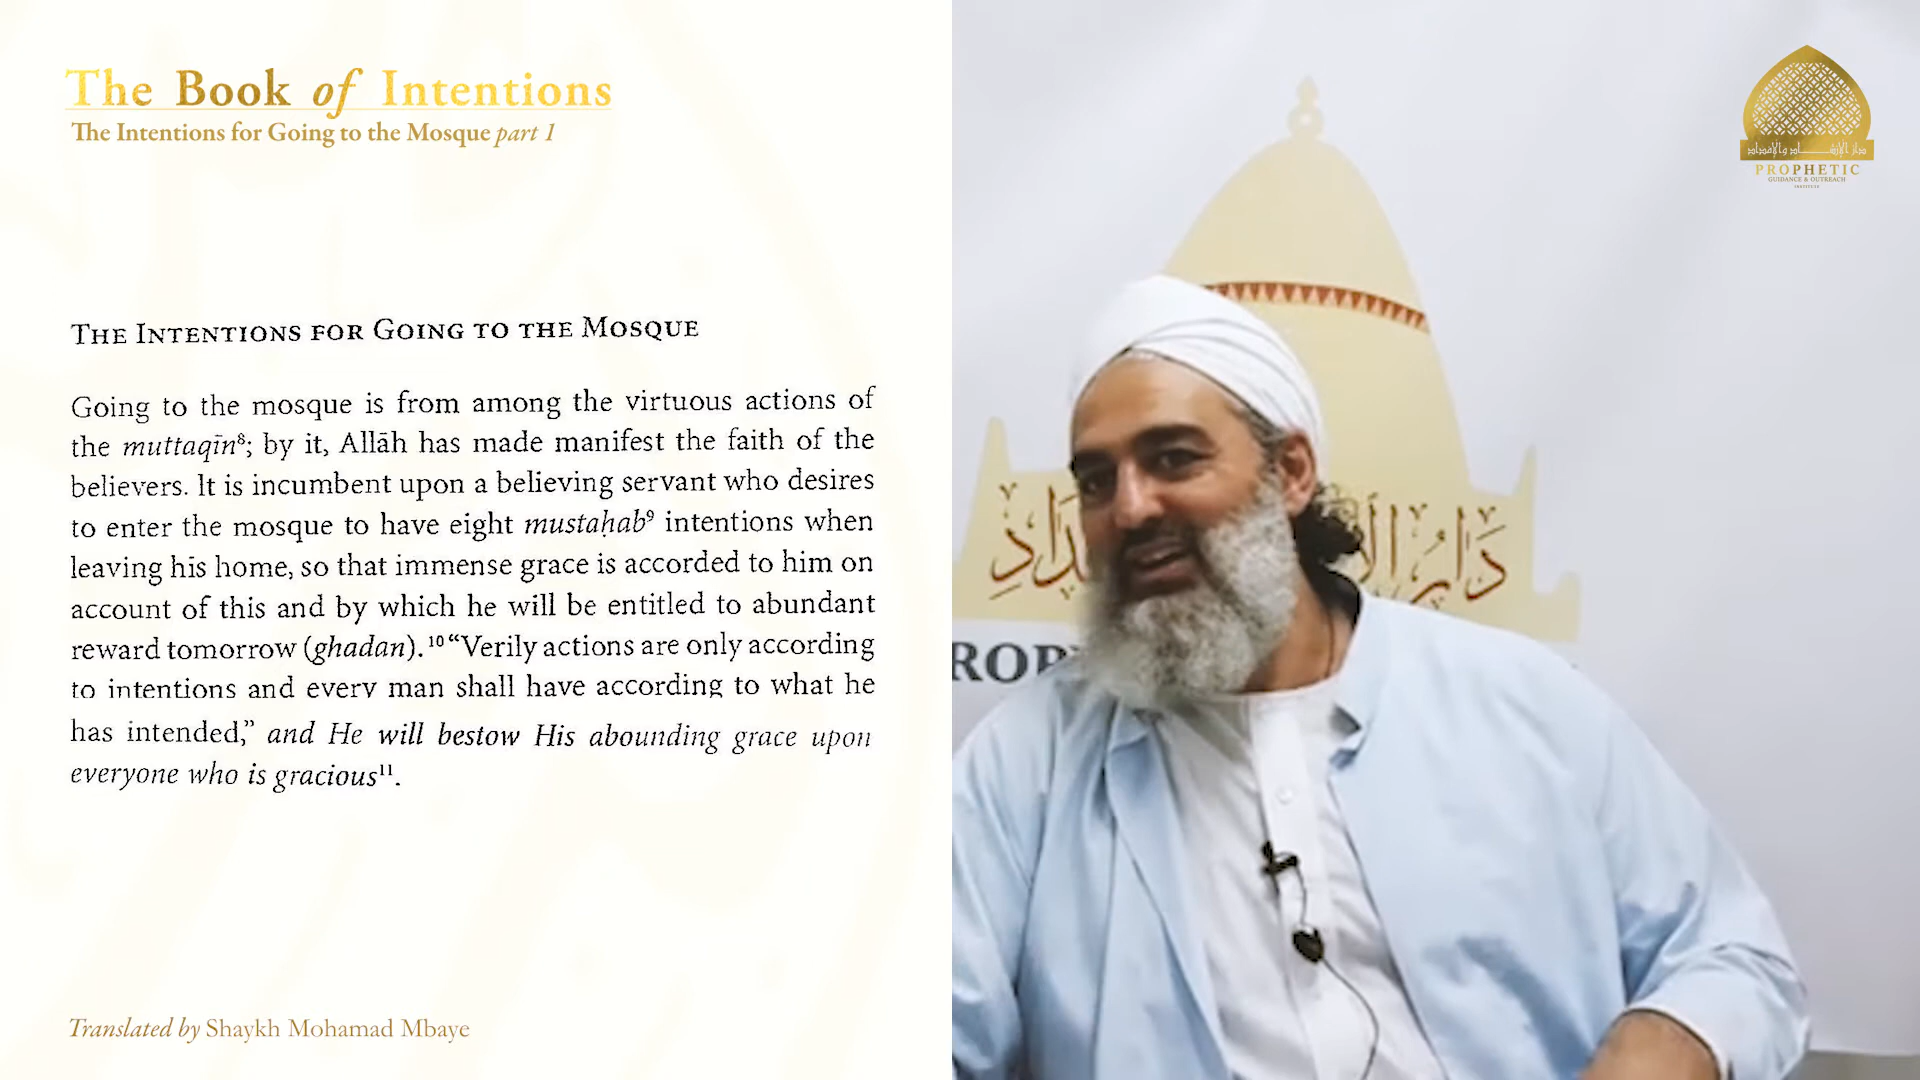 The Book of Intentions
The Intentions for Going to the Mosque part 1
THE INTENTIONS FOR GOING TO THE MOSQUE
Going to the mosque is from among the virtuous actions of
the muttaqīn⁸; by it, Allāh has made manifest the faith of the
believers. It is incumbent upon a believing servant who desires
to enter the mosque to have eight mustaḥab⁹ intentions when
leaving his home, so that immense grace is accorded to him on
account of this and by which he will be entitled to abundant
reward tomorrow (ghadan).¹⁰ “Verily actions are only according
to intentions and every man shall have according to what he
has intended,” and He will bestow His abounding grace upon
everyone who is gracious¹¹.
Translated by Shaykh Mohamad Mbaye
دار الإرشاد والإمداد
PROPHETIC
GUIDANCE & OUTREACH
INSTITUTE